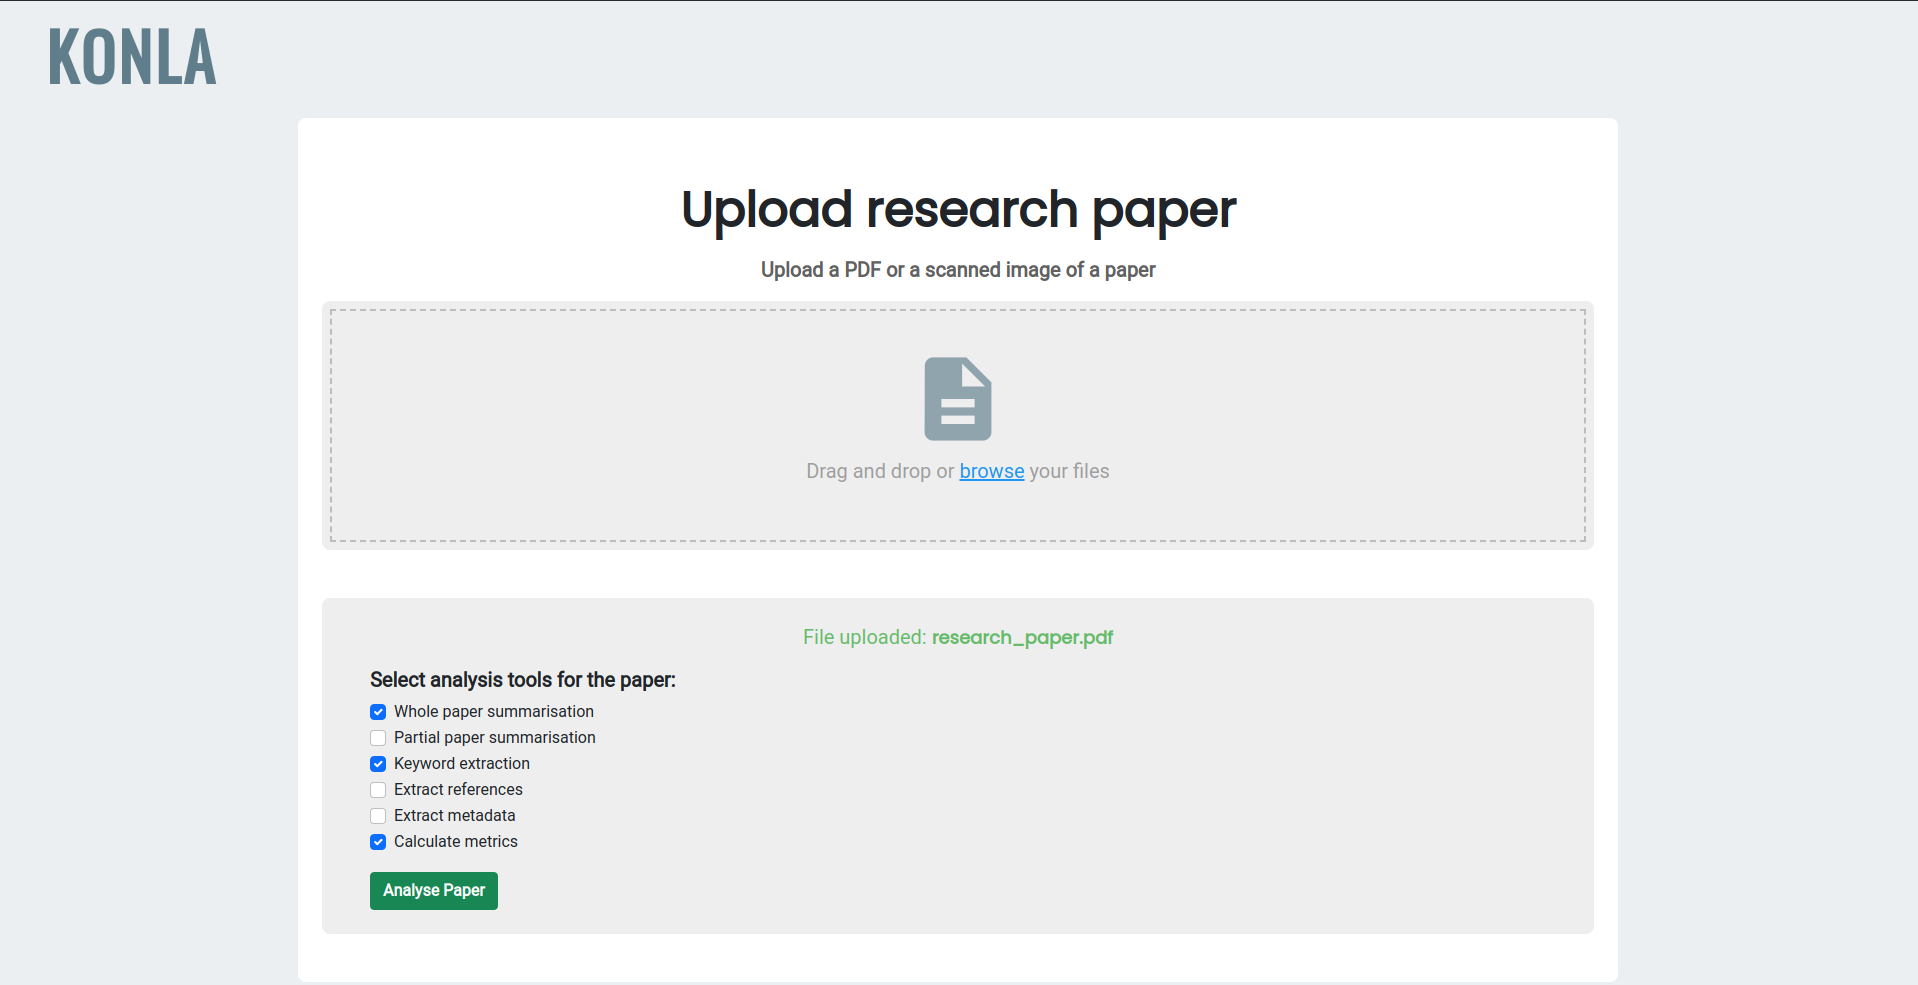 KONLA
Upload research paper
Upload a PDF or a scanned image of a paper
Drag and drop or browse your files
File uploaded: research_paper.pdf
Select analysis tools for the paper:
Whole paper summarisation
Partial paper summarisation
Keyword extraction
Extract references
Extract metadata
Calculate metrics
Analyse Paper